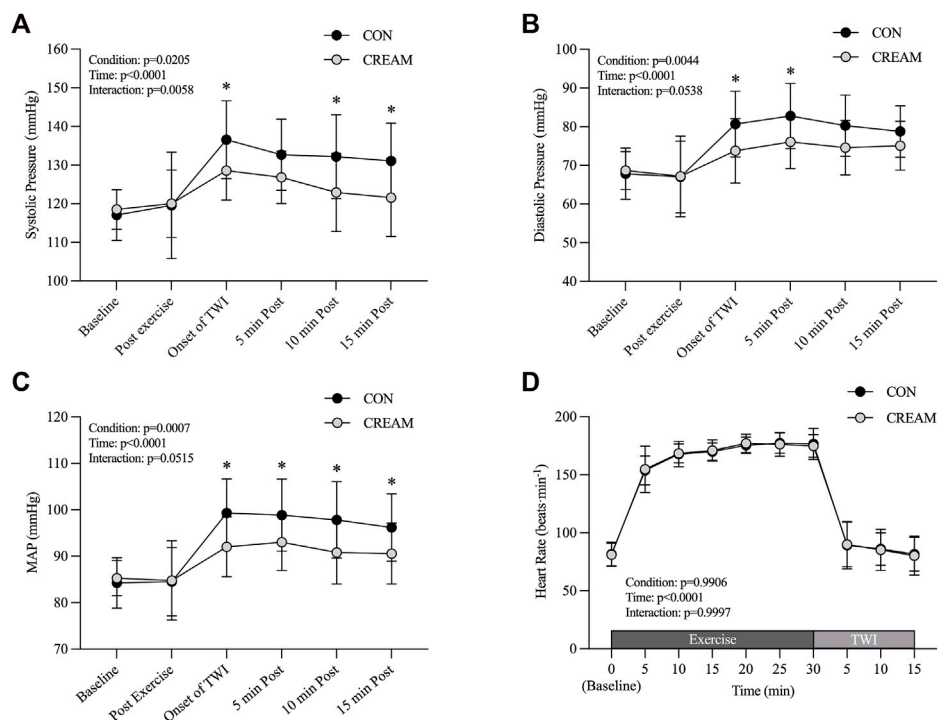 A
CON
CREAM
Condition: p=0.0205
Time: p<0.0001
Interaction: p=0.0058
Systolic Pressure (mmHg)
160
150
140
130
120
110
100
*
*
*
Baseline
Post exercise
Onset of TWI
5 min Post
10 min Post
15 min Post
B
CON
CREAM
Condition: p=0.0044
Time: p<0.0001
Interaction: p=0.0538
Diastolic Pressure (mmHg)
100
90
80
70
60
50
40
*
*
Baseline
Post exercise
Onset of TWI
5 min Post
10 min Post
15 min Post
C
CON
CREAM
Condition: p=0.0007
Time: p<0.0001
Interaction: p=0.0515
MAP (mmHg)
120
110
100
90
80
70
*
*
*
*
Baseline
Post Exercise
Onset of TWI
5 min Post
10 min Post
15 min Post
D
CON
CREAM
Heart Rate (beats·min-1)
200
150
100
50
0
Condition: p=0.9906
Time: p<0.0001
Interaction: p=0.9997
Exercise
TWI
0 5 10 15 20 25 30 5 10 15
(Baseline)
Time (min)